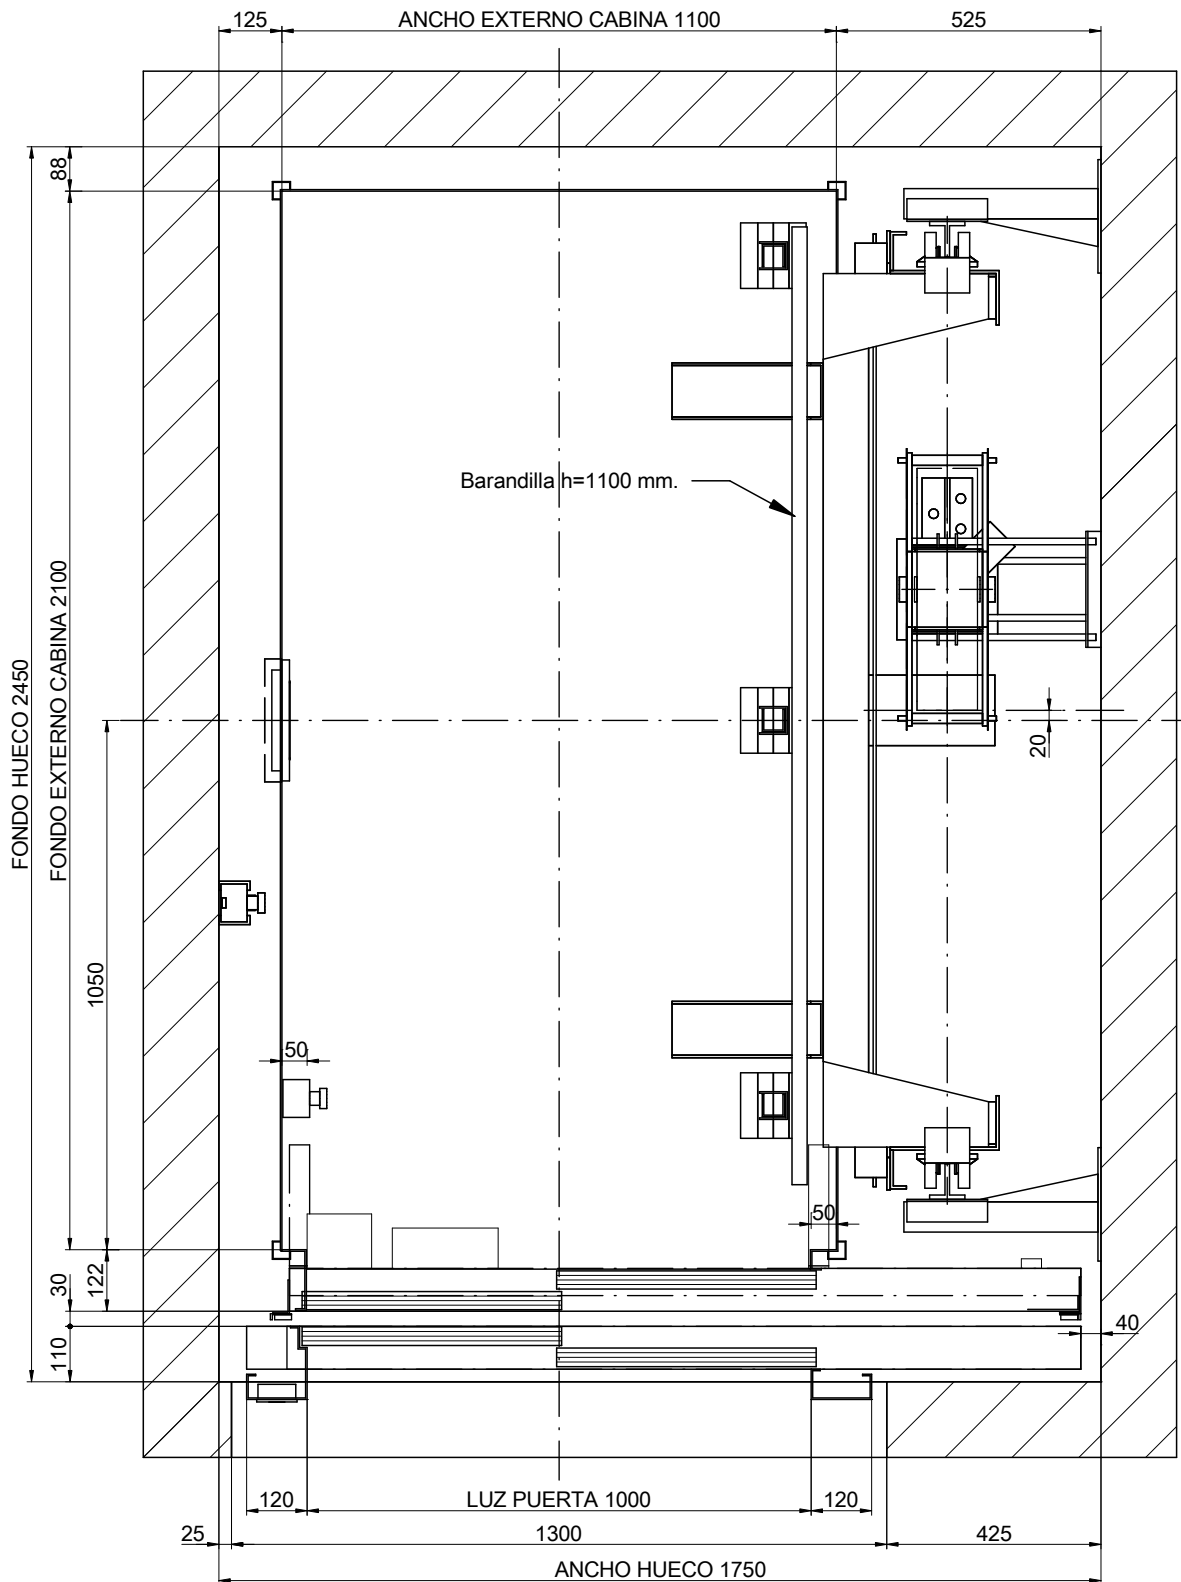 125
ANCHO EXTERNO CABINA 1100
525
88
FONDO HUECO 2450
FONDO EXTERNO CABINA 2100
Barandilla h=1100 mm.
20
1050
50
50
122
30
110
40
120
LUZ PUERTA 1000
120
25
1300
425
ANCHO HUECO 1750